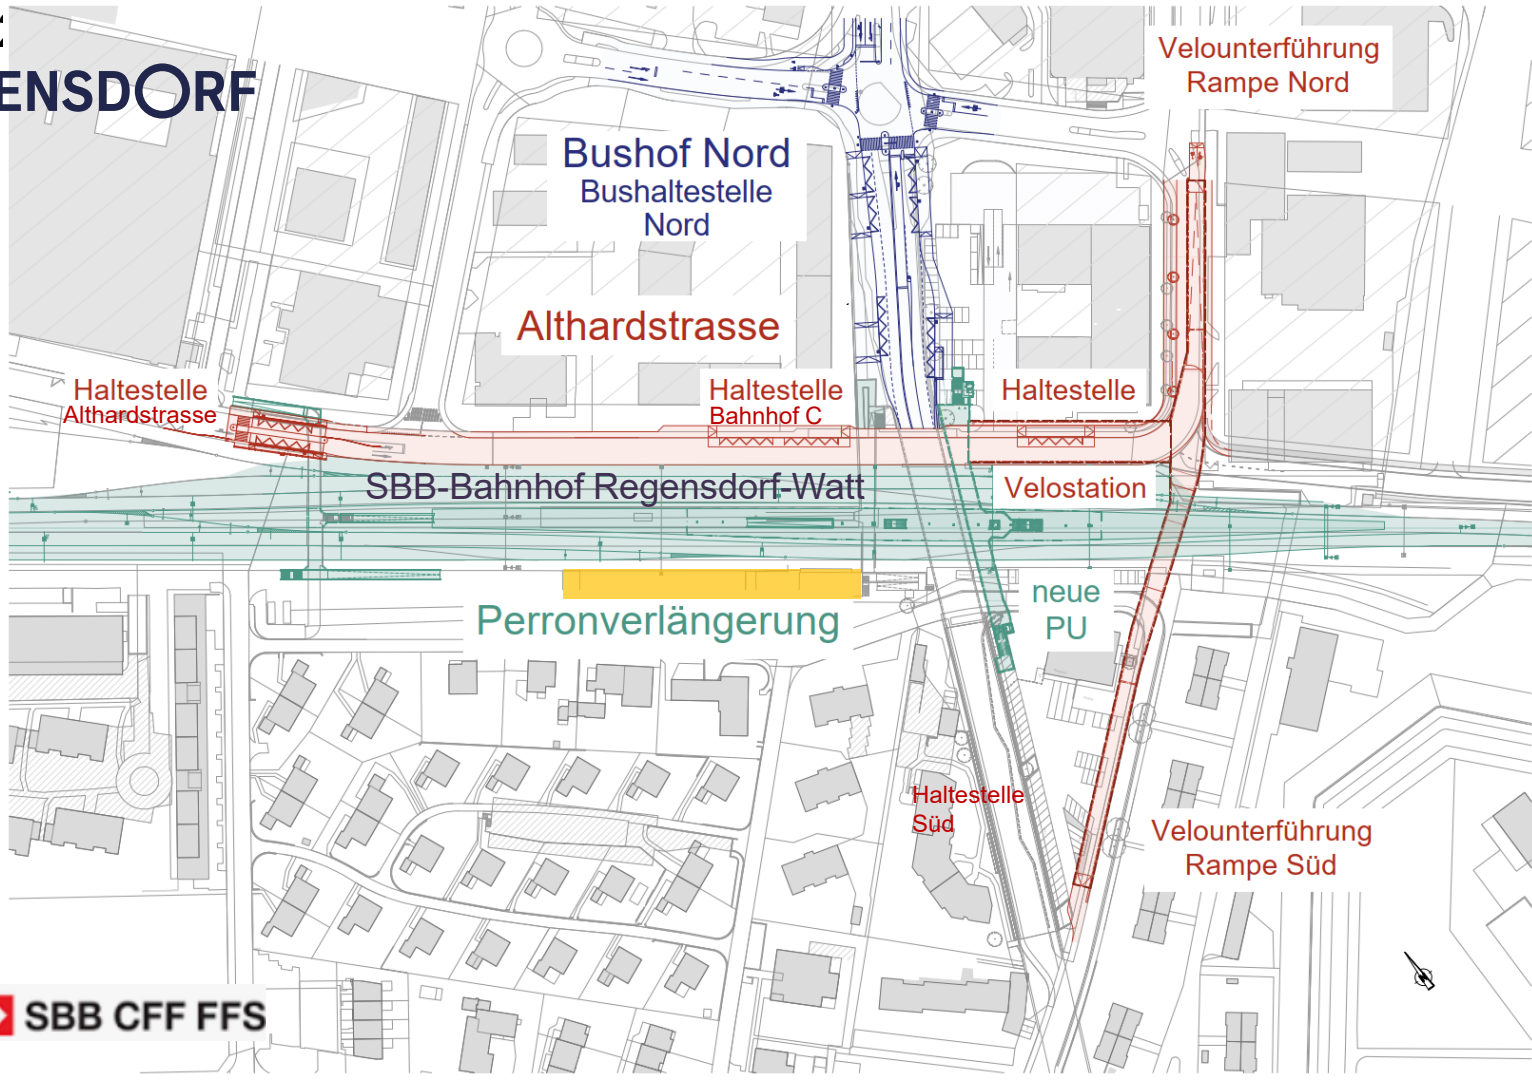 ENSDORF
Velounterführung
Rampe Nord
Bushof Nord
Bushaltestelle
Nord
Althardstrasse
Haltestelle
Althardstrasse
Haltestelle
Bahnhof C
Haltestelle
SBB-Bahnhof Regensdorf-Watt
Velostation
neue
PU
Perronverlängerung
Haltestelle
Süd
Velounterführung
Rampe Süd
SBB CFF FFS